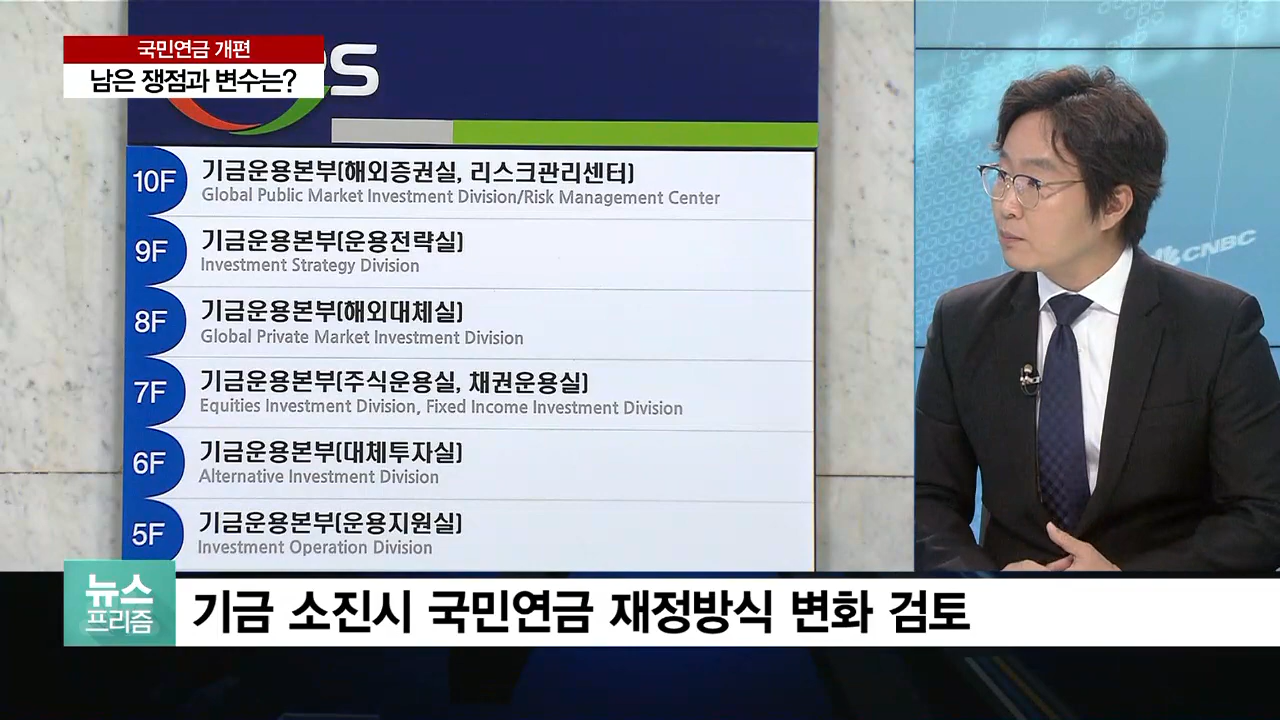 국민연금 개편
남은 쟁점과 변수는?
PS
10F 기금운용본부(해외증권실, 리스크관리센터)
Global Public Market Investment Division/Risk Management Center
9F 기금운용본부(운용전략실)
Investment Strategy Division
8F 기금운용본부(해외대체실)
Global Private Market Investment Division
7F 기금운용본부(주식운용실, 채권운용실)
Equities Investment Division, Fixed Income Investment Division
6F 기금운용본부(대체투자실)
Alternative Investment Division
5F 기금운용본부(운용지원실)
Investment Operation Division
CNBC
뉴스
프리즘
기금 소진시 국민연금 재정방식 변화 검토